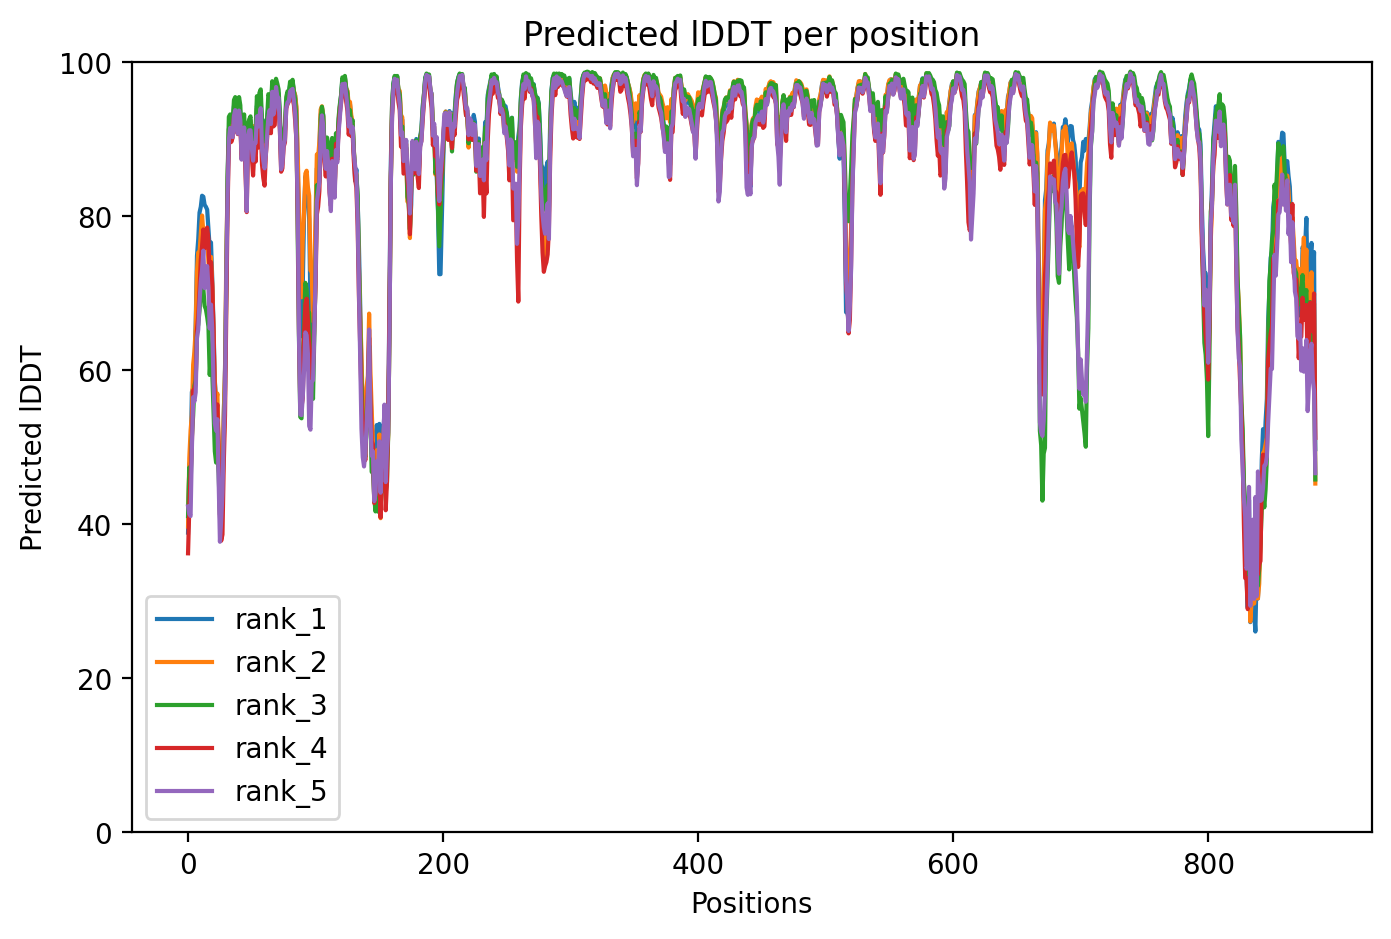 Predicted lDDT per position
Predicted lDDT
100
80
60
40
20
0
rank_1
rank_2
rank_3
rank_4
rank_5
0 200 400 600 800
Positions